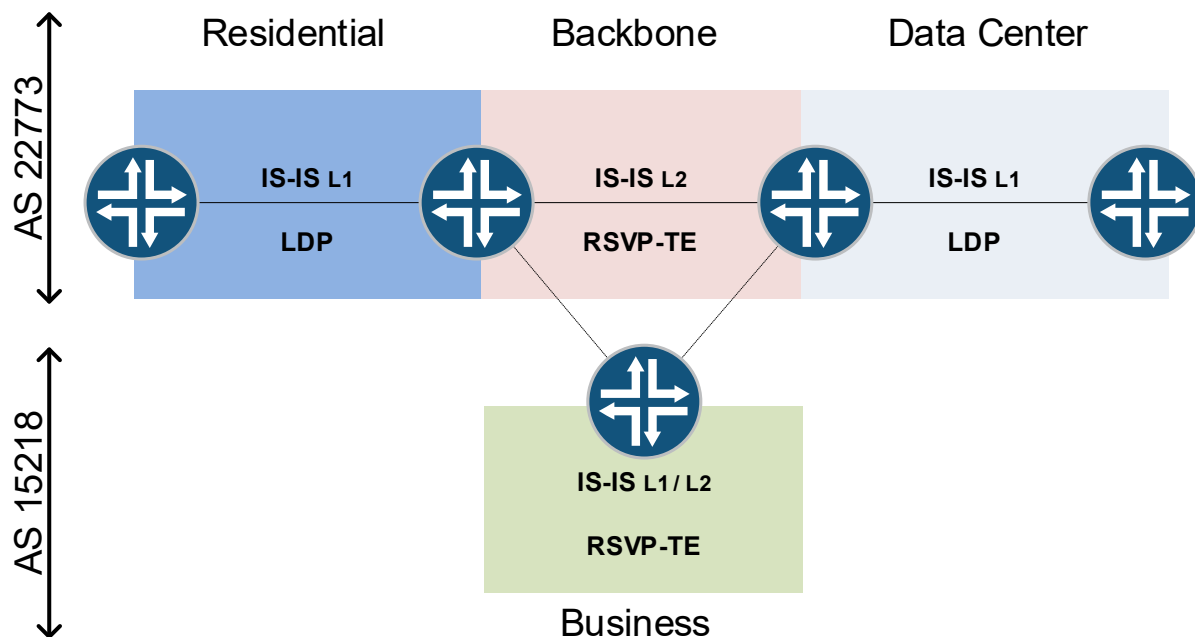 Residential
Backbone
Data Center
AS 22773
IS-IS L1
IS-IS L2
IS-IS L1
LDP
RSVP-TE
LDP
AS 15218
IS-IS L1 / L2
RSVP-TE
Business